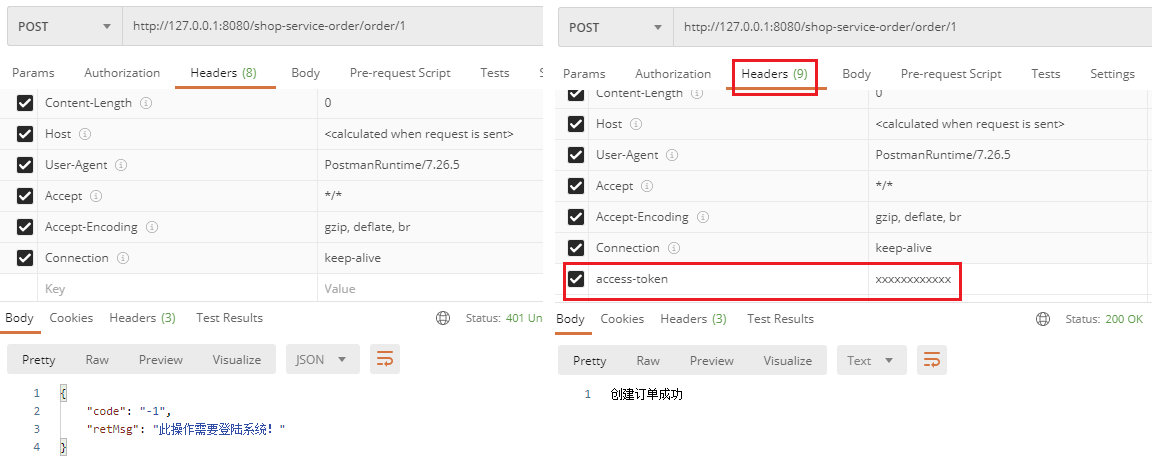 POST http://127.0.0.1:8080/shop-service-order/order/1
Params Authorization Headers (8) Body Pre-request Script Tests S
Content-Length 0
Host <calculated when request is sent>
User-Agent PostmanRuntime/7.26.5
Accept */*
Accept-Encoding gzip, deflate, br
Connection keep-alive
Key Value
Body Cookies Headers (3) Test Results Status: 401 Un
Pretty Raw Preview Visualize JSON
1 {
2 "code": "-1",
3 "retMsg": "此操作需要登陆系统！"
4 }
POST http://127.0.0.1:8080/shop-service-order/order/1
Params Authorization Headers (9) Body Pre-request Script Tests Settings
Content-Length 0
Host <calculated when request is sent>
User-Agent PostmanRuntime/7.26.5
Accept */*
Accept-Encoding gzip, deflate, br
Connection keep-alive
access-token xxxxxxxxxxxx
Body Cookies Headers (3) Test Results Status: 200 OK
Pretty Raw Preview Visualize Text
1 创建订单成功